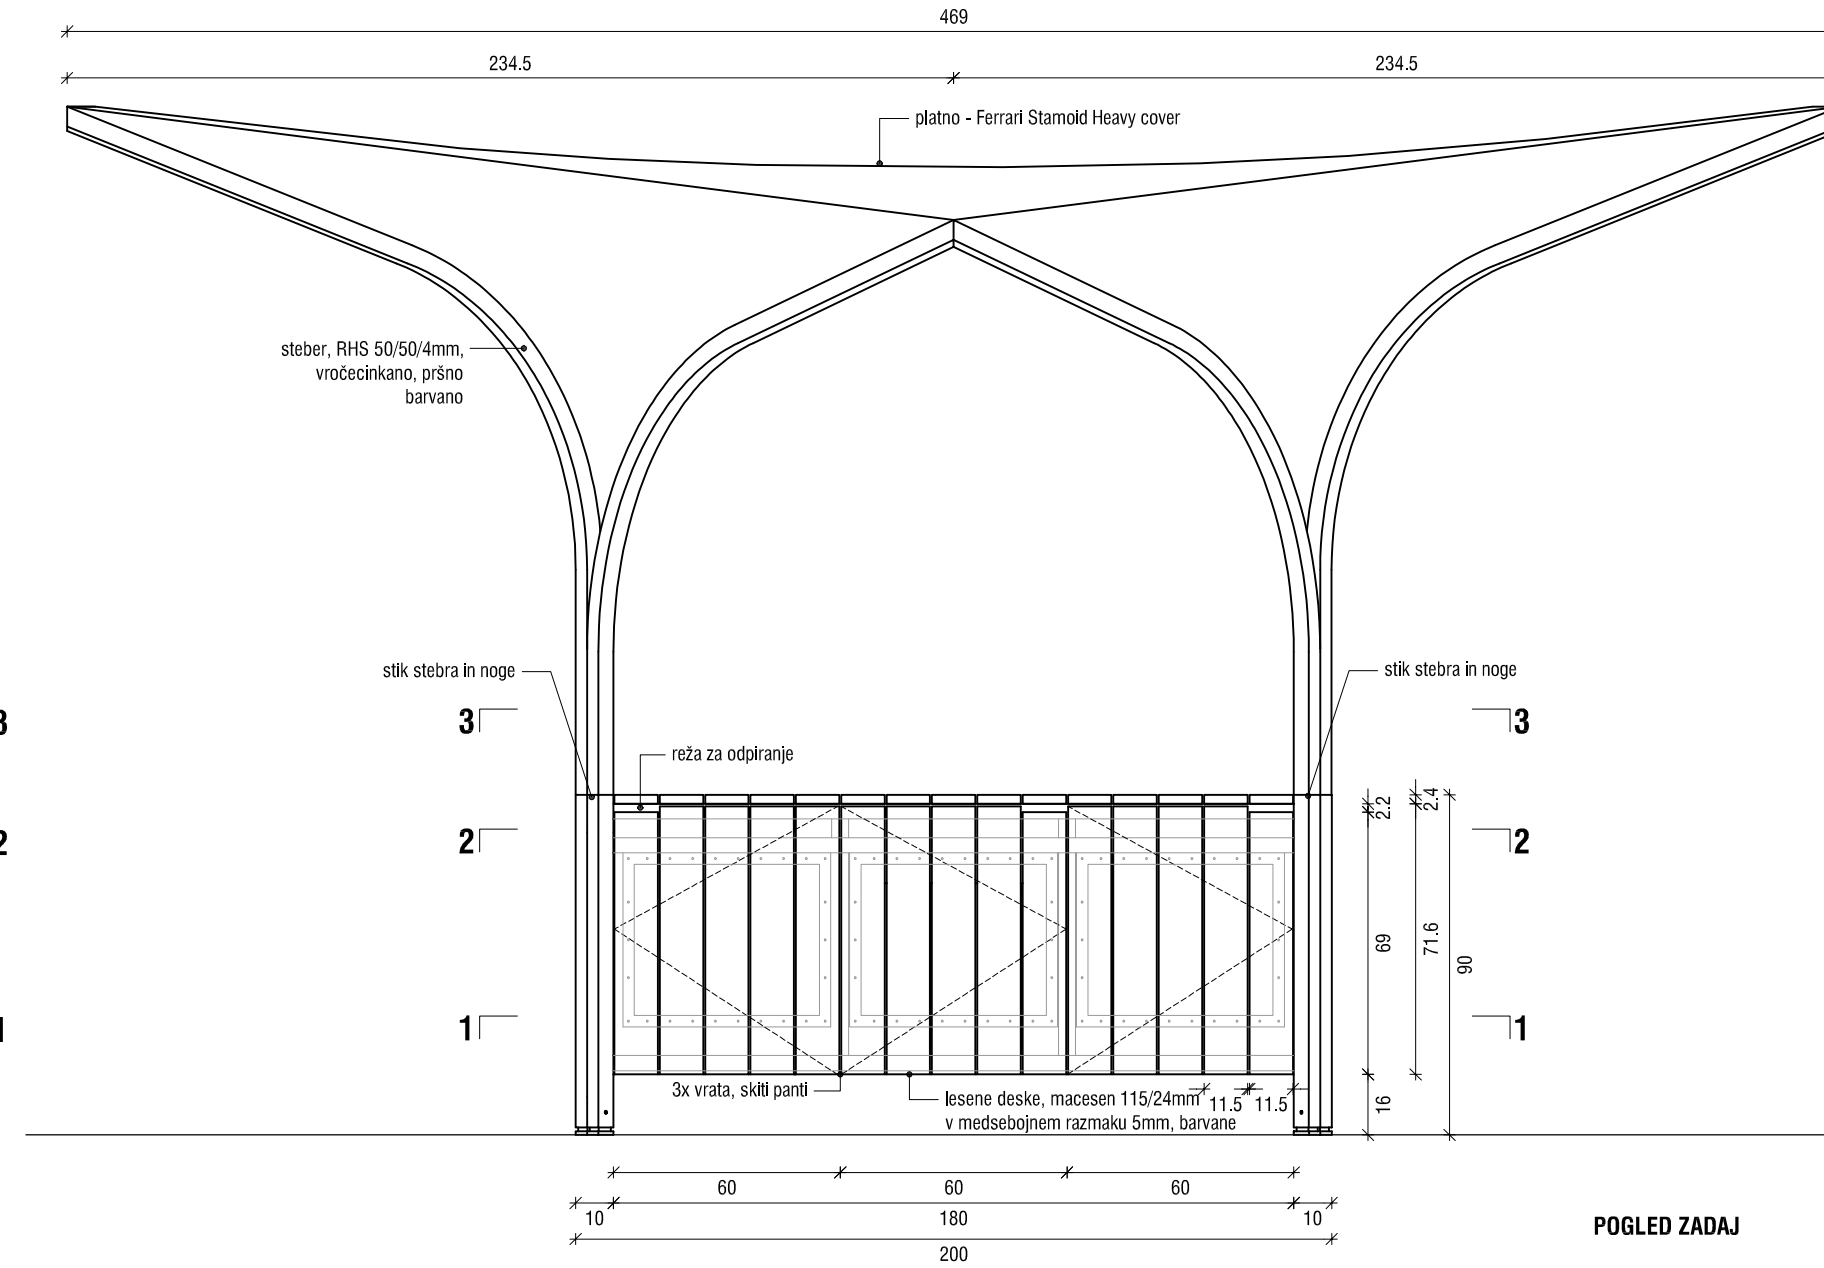 469
234.5
234.5
platno - Ferrari Stamoid Heavy cover
steber, RHS 50/50/4mm,
vročecinkano, pršno
barvano
stik stebra in noge
stik stebra in noge
3
3
3
reža za odpiranje
2.2
2.4
2
2
2
69
71.6
90
1
1
1
3x vrata, skiti panti
lesene deske, macesen 115/24mm
v medsebojnem razmaku 5mm, barvane
11.5
11.5
16
60
60
60
10
180
10
200
POGLED ZADAJ